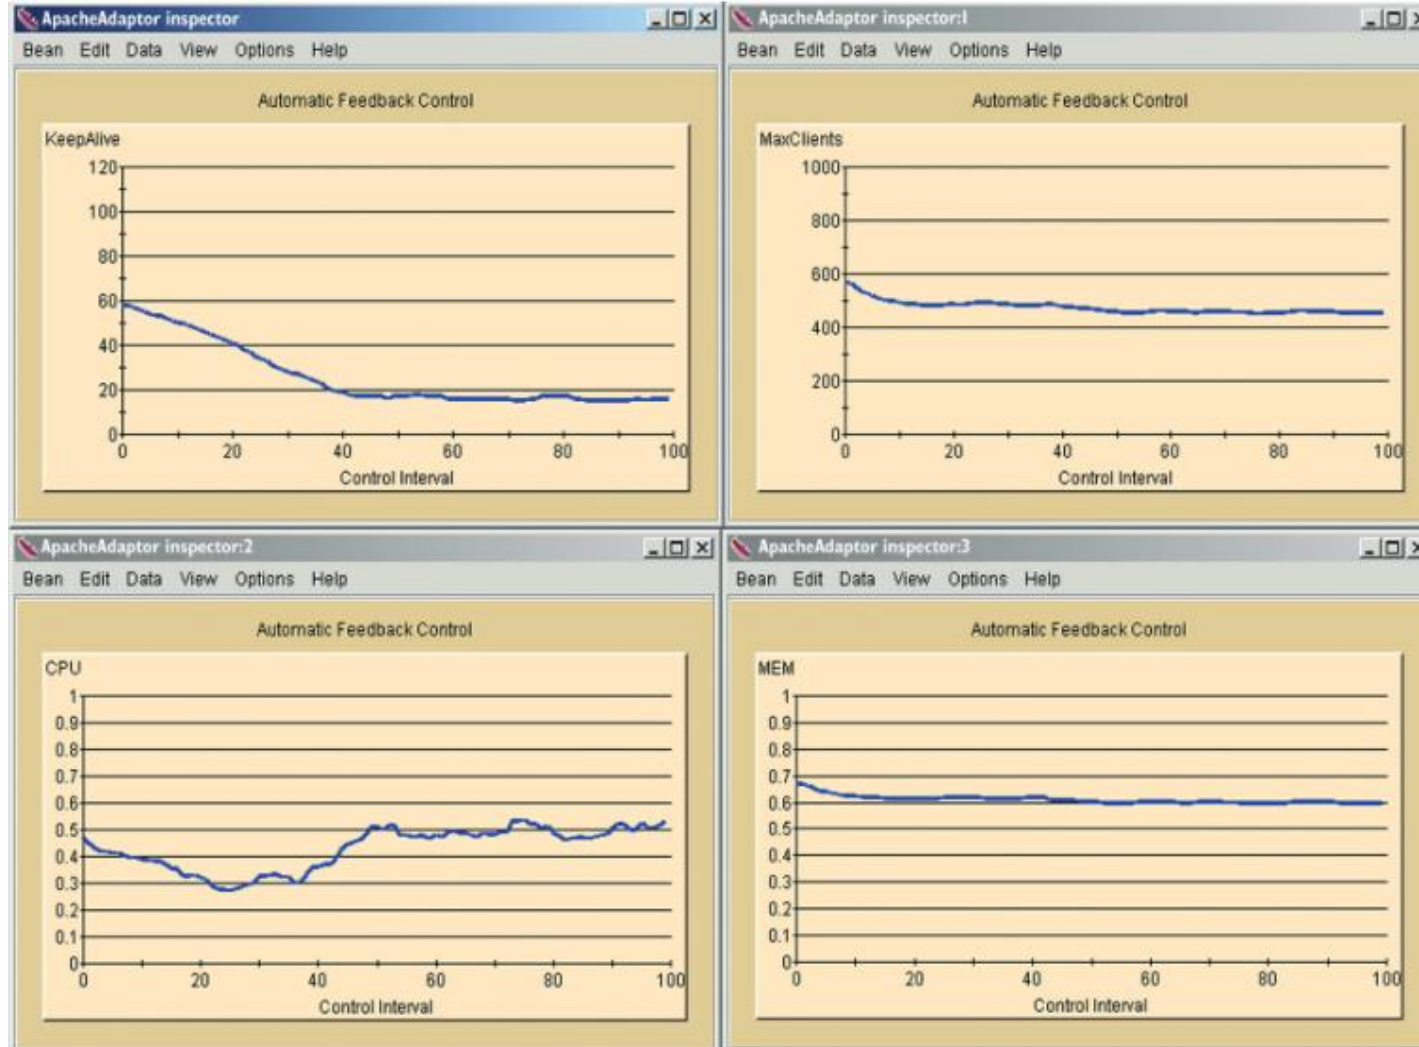 ApacheAdaptor inspector
Bean Edit Data View Options Help
Automatic Feedback Control
KeepAlive
120
100
80
60
40
20
0
0 20 40 60 80 100
Control Interval
ApacheAdaptor inspector:1
Bean Edit Data View Options Help
Automatic Feedback Control
MaxClients
1000
800
600
400
200
0
0 20 40 60 80 100
Control Interval
ApacheAdaptor inspector:2
Bean Edit Data View Options Help
Automatic Feedback Control
CPU
1
0.9
0.8
0.7
0.6
0.5
0.4
0.3
0.2
0.1
0
0 20 40 60 80 100
Control Interval
ApacheAdaptor inspector:3
Bean Edit Data View Options Help
Automatic Feedback Control
MEM
1
0.9
0.8
0.7
0.6
0.5
0.4
0.3
0.2
0.1
0
0 20 40 60 80 100
Control Interval